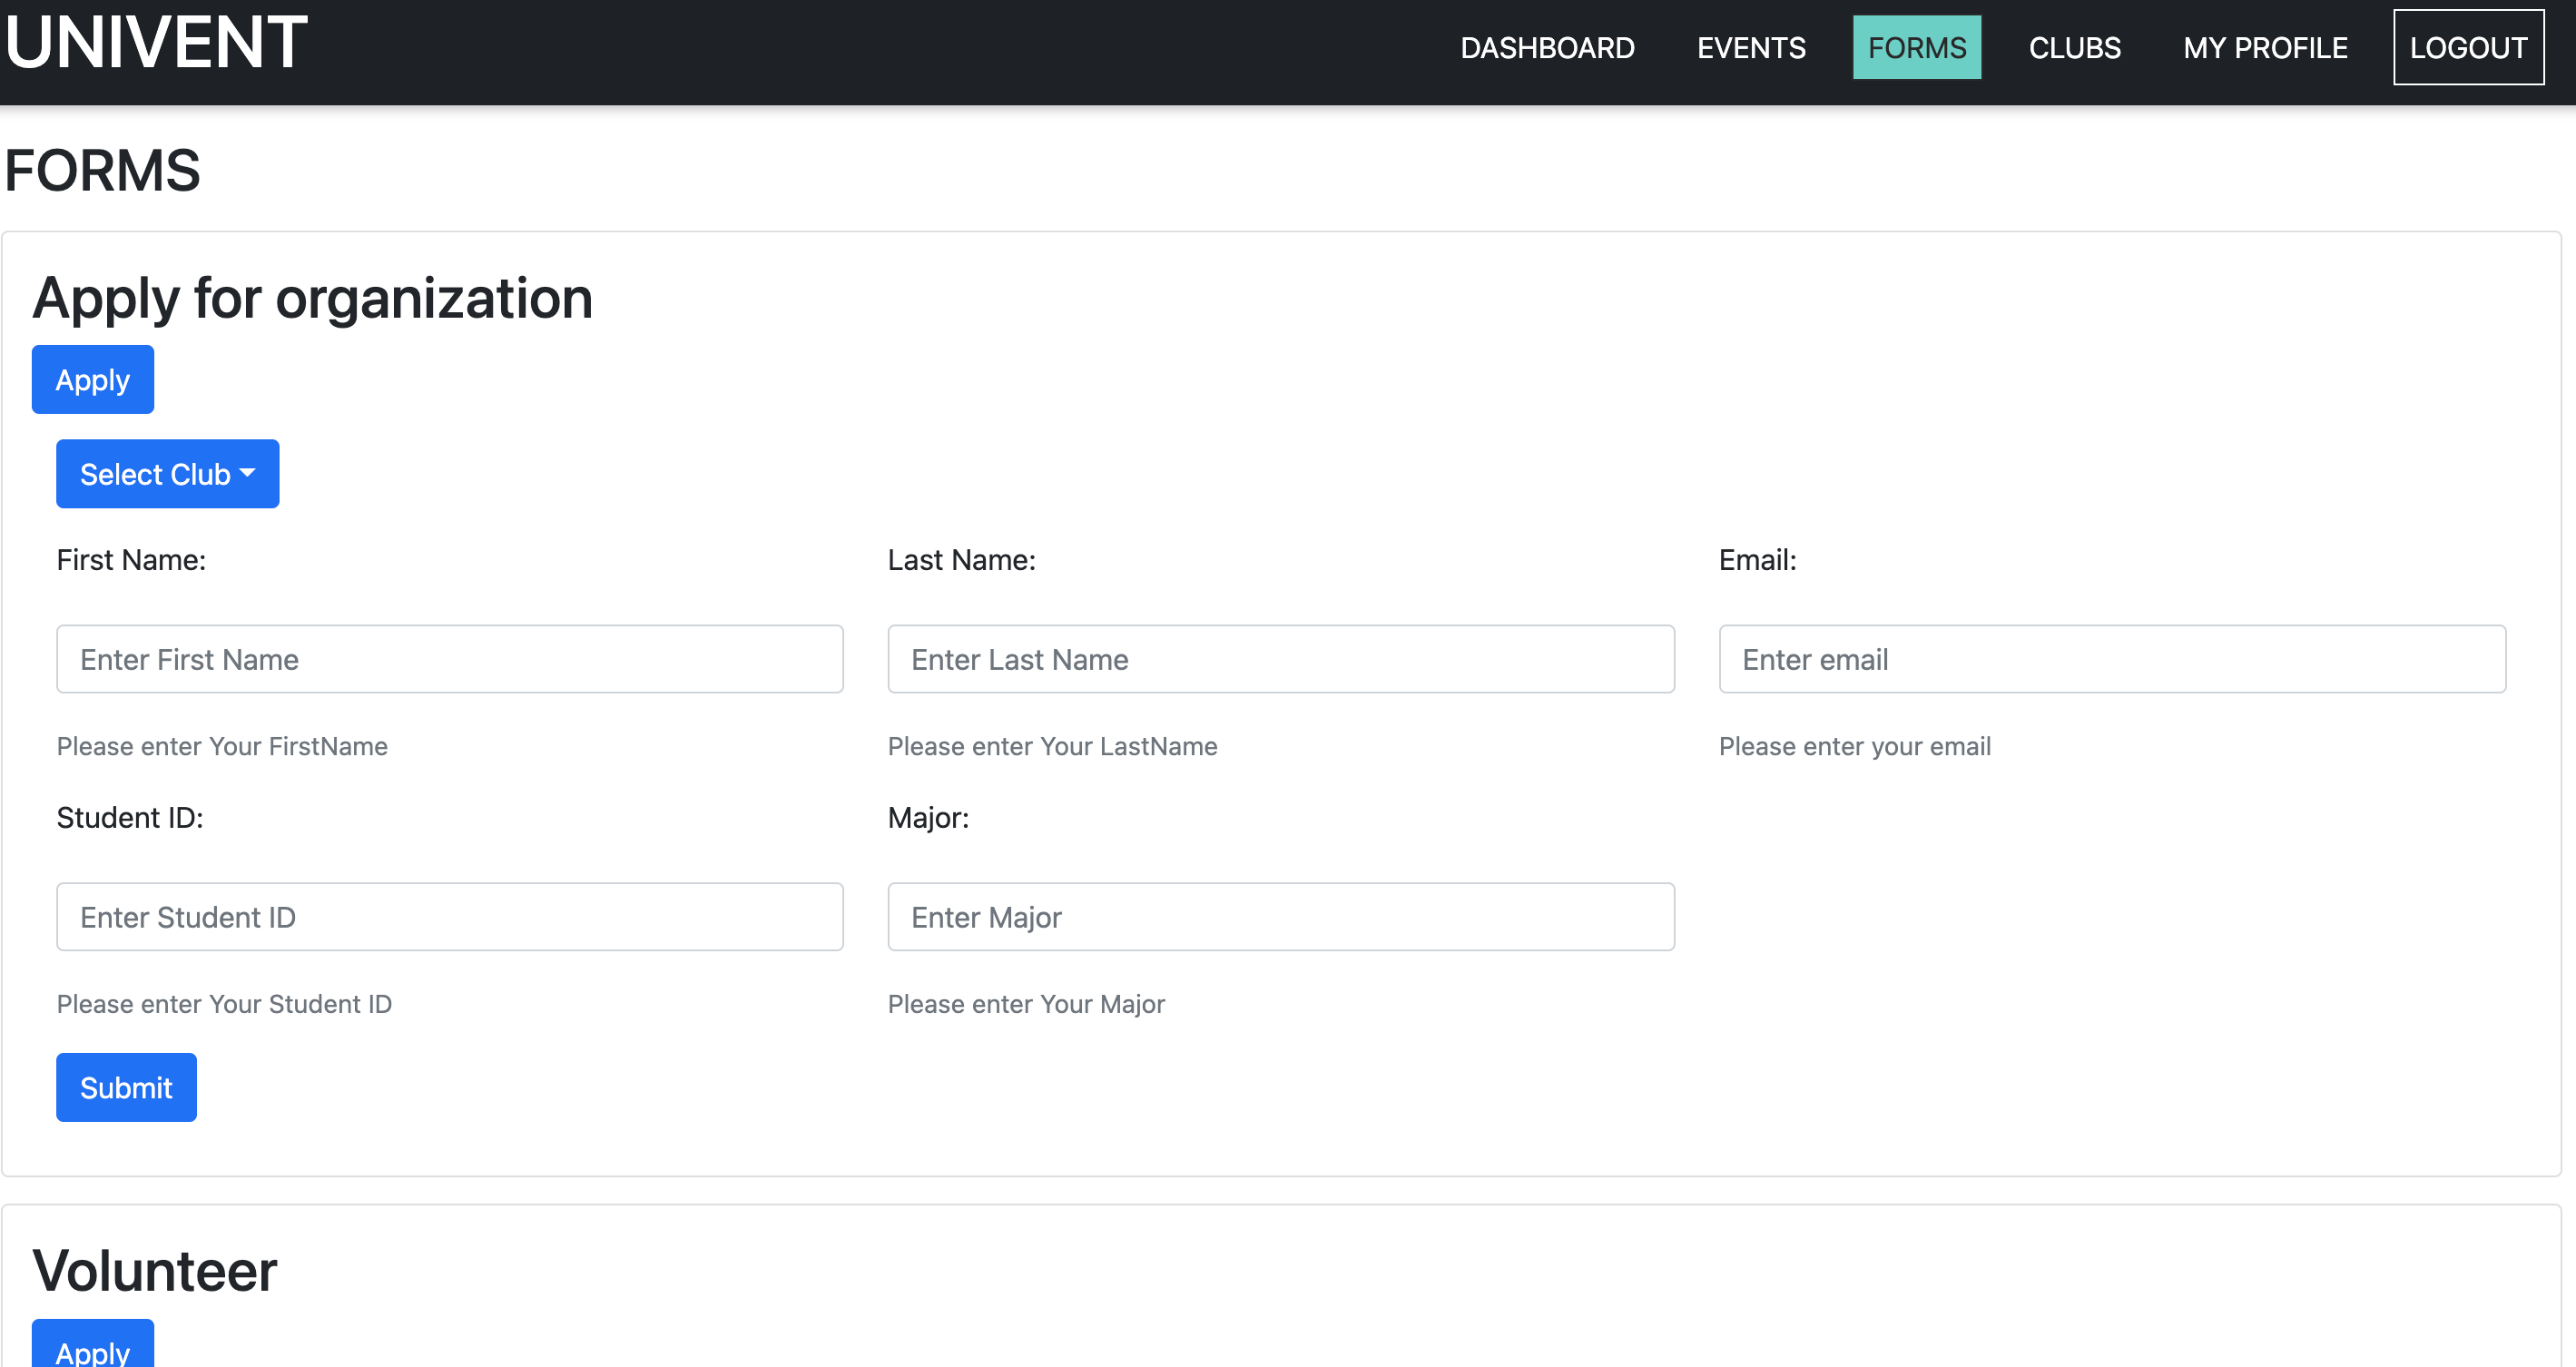 UNIVENT
DASHBOARD EVENTS FORMS CLUBS MY PROFILE LOGOUT
FORMS
Apply for organization
Apply
Select Club
First Name: Last Name: Email:
Enter First Name Enter Last Name Enter email
Please enter Your FirstName Please enter Your LastName Please enter your email
Student ID: Major:
Enter Student ID Enter Major
Please enter Your Student ID Please enter Your Major
Submit
Volunteer
Apply